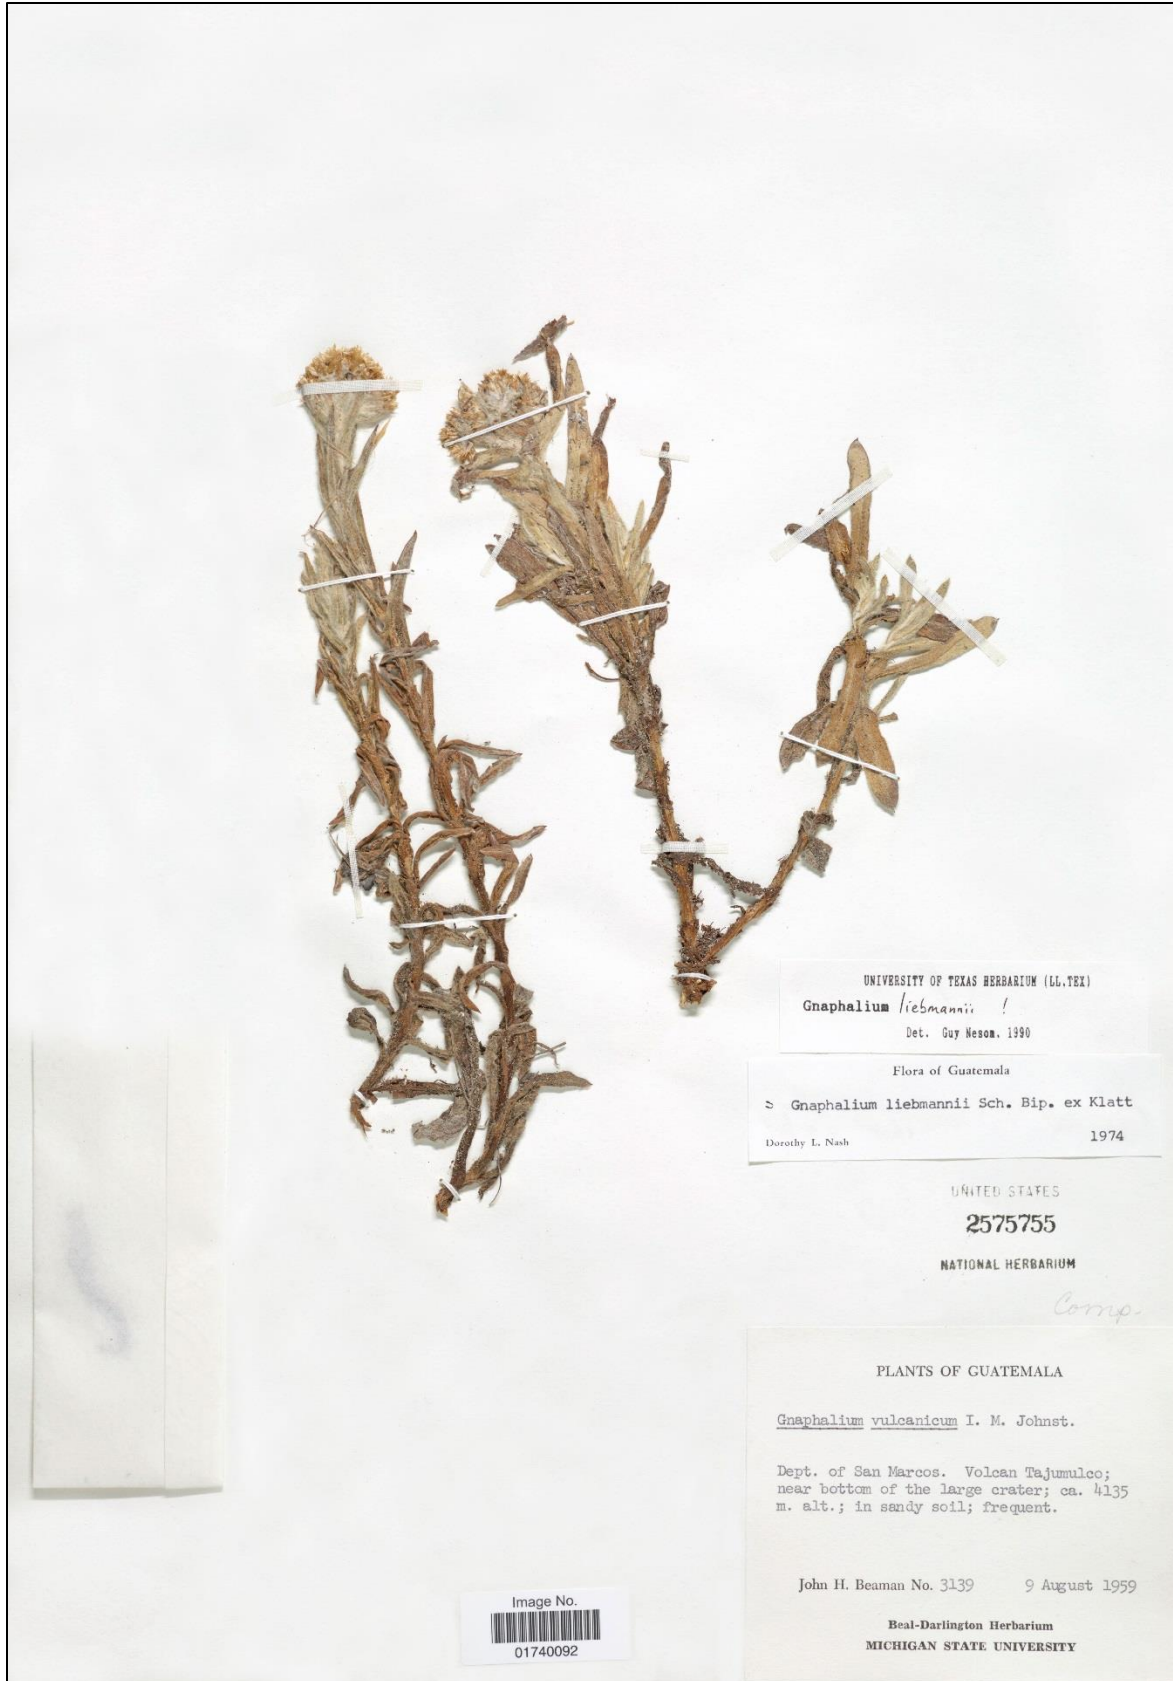 UNIVERSITY OF TEXAS HERBARIUM (LL,TEX)
Gnaphalium liebmannii !
Det. Guy Nesom, 1990
Flora of Guatemala
Gnaphalium liebmannii Sch. Bip. ex Klatt
Dorothy L. Nash 1974
UNITED STATES
2575755
NATIONAL HERBARIUM
Comp.
PLANTS OF GUATEMALA
Gnaphalium vulcanicum I. M. Johnst.
Dept. of San Marcos. Volcan Tajumulco;
near bottom of the large crater; ca. 4135
m. alt.; in sandy soil; frequent.
John H. Beaman No. 3139 9 August 1959
Beal-Darlington Herbarium
MICHIGAN STATE UNIVERSITY
Image No.
01740092